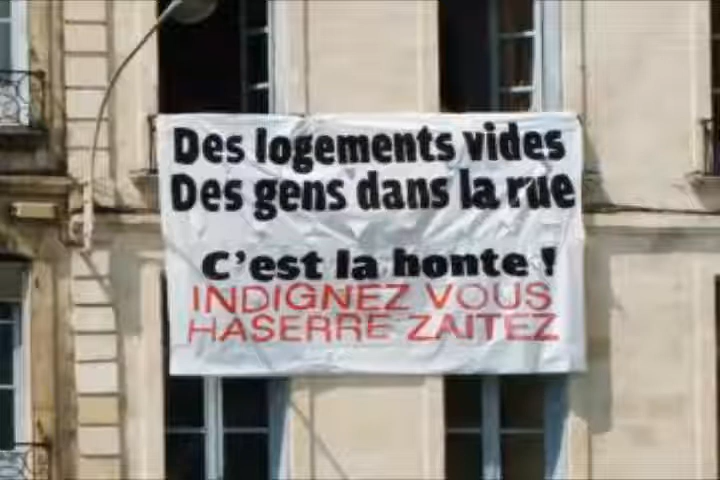 Des logements vides
Des gens dans la rue
C'est la honte !
INDIGNEZ VOUS
HASERRE ZAITEZ